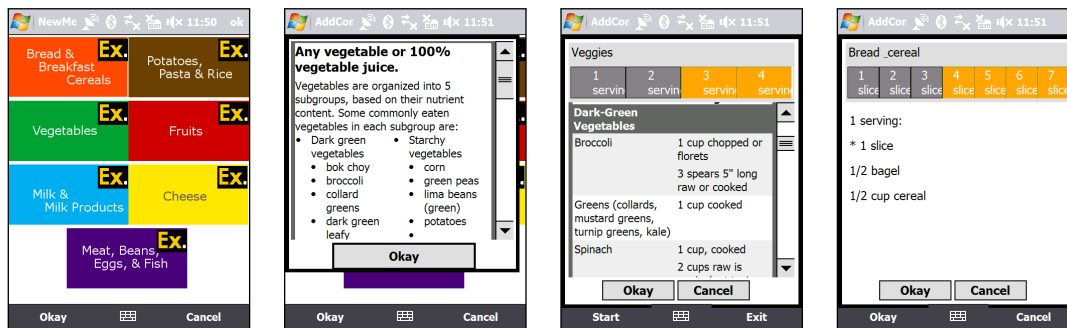 NewMe 11:50 ok
Ex.
Ex.
Bread &
Breakfast
Cereals
Potatoes,
Pasta & Rice
Ex.
Ex.
Vegetables
Fruits
Ex.
Ex.
Milk &
Milk Products
Cheese
Ex.
Meat, Beans,
Eggs, & Fish
Okay Cancel
AddCor 11:51
Any vegetable or 100%
vegetable juice.
Vegetables are organized into 5
subgroups, based on their nutrient
content. Some commonly eaten
vegetables in each subgroup are:
• Dark green
vegetables
• bok choy
• broccoli
• collard
greens
• dark green
leafy
• Starchy
vegetables
• corn
• green peas
• lima beans
(green)
• potatoes
•
Okay
Okay Cancel
AddCor 11:51
Veggies
1 2 3 4
servin servin servin servin
Dark-Green
Vegetables
Broccoli 1 cup chopped or
florets
3 spears 5" long
raw or cooked
Greens (collards, 1 cup cooked
mustard greens,
turnip greens, kale)
Spinach 1 cup, cooked
2 cups raw is
Okay Cancel
Start Exit
AddCor 11:51
Bread _cereal
1 2 3 4 5 6 7
slice slice slice slice slice slice slice
1 serving:
* 1 slice
1/2 bagel
1/2 cup cereal
Okay Cancel
Okay Cancel